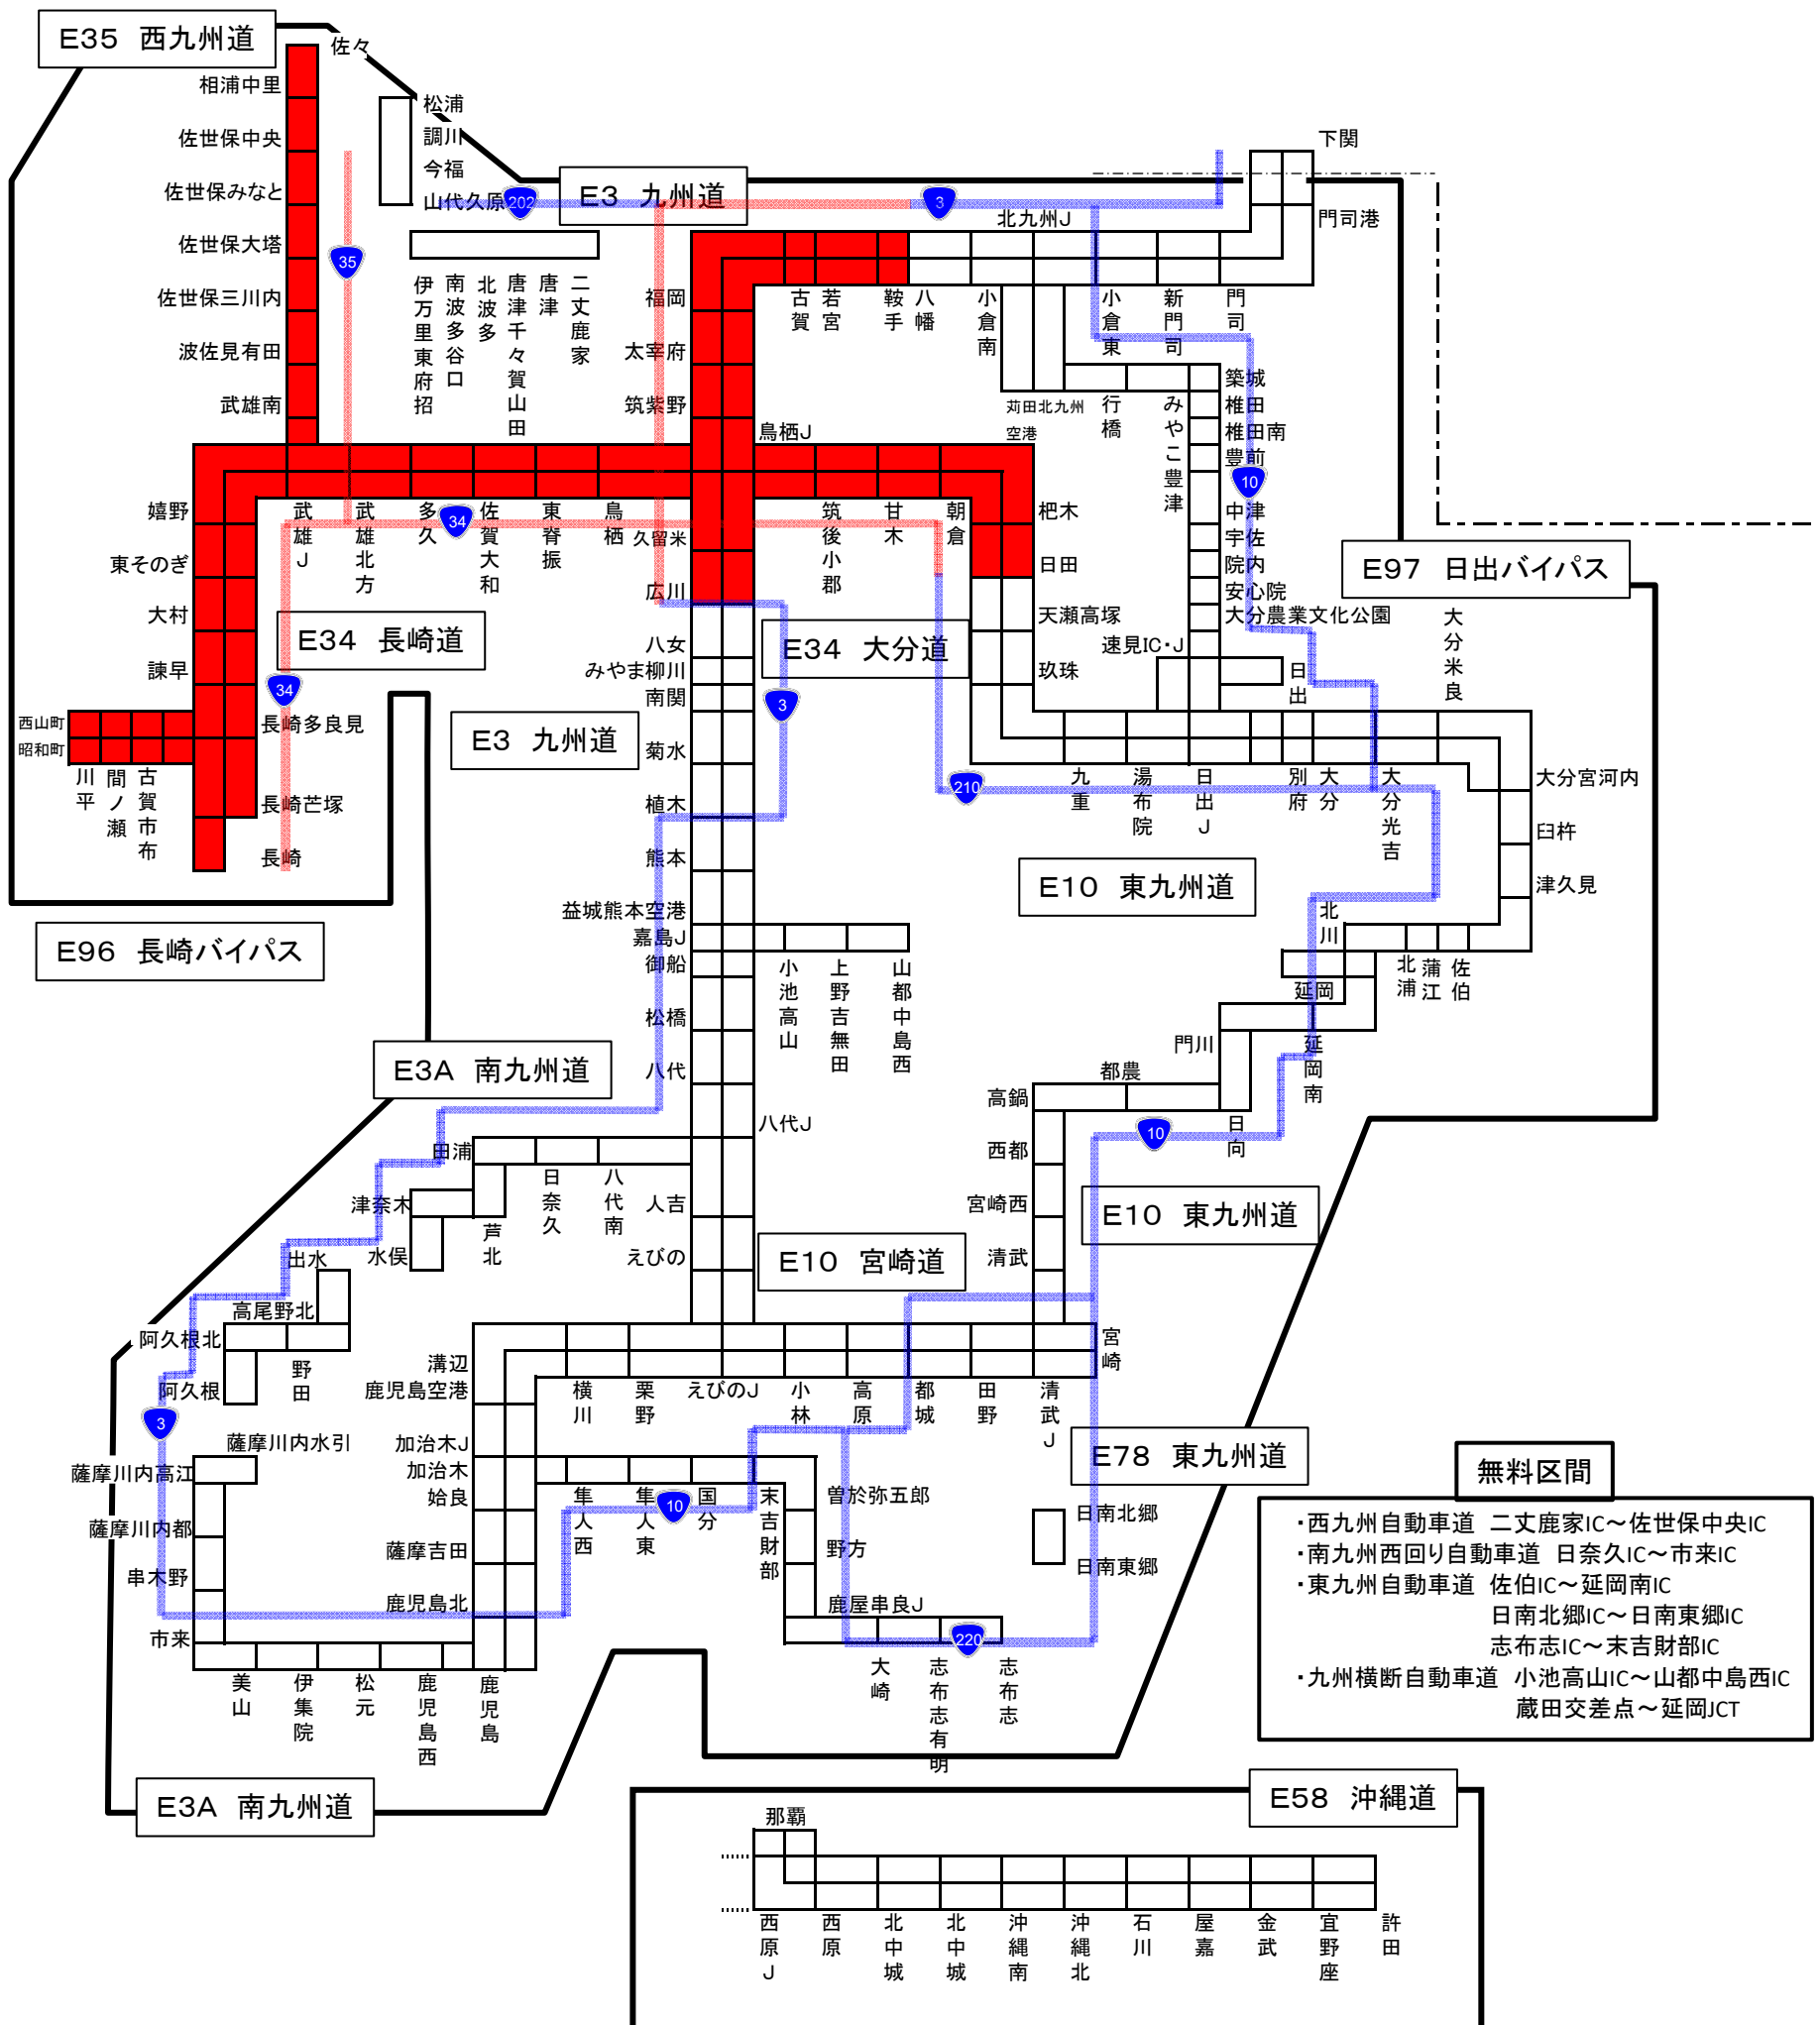 E35 西九州道
佐々
相浦中里
佐世保中央
佐世保みなと
佐世保大塔
佐世保三川内
波佐見有田
武雄南
松浦
調川
今福
山代久原
202
35
E3 九州道
3
下関
門司港
北九州J
伊万里東府招
南波多谷口
北波多
唐津千々賀山田
唐津
二丈鹿家
福岡
太宰府
筑紫野
古賀
若宮
鞍手
八幡
小倉南
小倉東
新門司
門司
苅田北九州
空港
行橋
みやこ豊津
築城
椎田
椎田南
豊前
10
中津
宇佐
院内
安心院
大分農業文化公園
速見IC・J
日出
大分米良
E97 日出バイパス
鳥栖J
嬉野
東そのぎ
大村
諫早
武雄J
武雄北方
多久
34
佐賀大和
東脊振
鳥栖
久留米
広川
筑後小郡
甘木
朝倉
杷木
日田
天瀬高塚
玖珠
E34 長崎道
34
E34 大分道
八女
みやま柳川
南関
菊水
植木
熊本
3
E3 九州道
西山町
昭和町
長崎多良見
川平
間ノ瀬
古賀市布
長崎芒塚
長崎
E96 長崎バイパス
210
九重
湯布院
日出J
別府
大分
大光吉分
大分宮河内
臼杵
津久見
E10 東九州道
益城熊本空港
嘉島J
御船
松橋
八代
小池高山
上野吉無田
山都中島西
北川
延岡
北浦
蒲江
佐伯
延岡南
門川
都農
高鍋
日向
10
西都
宮崎西
清武
E10 東九州道
E3A 南九州道
八代J
田浦
日奈久
八代南
津奈木
芦北
水俣
人吉
えびの
E10 宮崎道
出水
高尾野北
阿久根北
野田
阿久根
3
溝辺
鹿児島空港
横川
栗野
えびのJ
小林
高原
都城
田野
清武J
宮崎
加治木J
加治木
姶良
薩摩吉田
鹿児島北
薩摩川内水引
薩摩川内高江
薩摩川内都
串木野
市来
隼人西
隼人東
10
国分
末吉財部
曽於弥五郎
野方
鹿屋串良J
日南北郷
日南東郷
E78 東九州道
220
美山
伊集院
松元
鹿児島西
鹿児島
大崎
志布志有明
志布志
無料区間
・西九州自動車道 二丈鹿家IC～佐世保中央IC
・南九州西回り自動車道 日奈久IC～市来IC
・東九州自動車道 佐伯IC～延岡南IC
日南北郷IC～日南東郷IC
志布志IC～末吉財部IC
・九州横断自動車道 小池高山IC～山都中島西IC
蔵田交差点～延岡JCT
E3A 南九州道
E58 沖縄道
那覇
西原J
西原
北中城
北中城
沖縄南
沖縄北
石川
屋嘉
金武
宜野座
許田